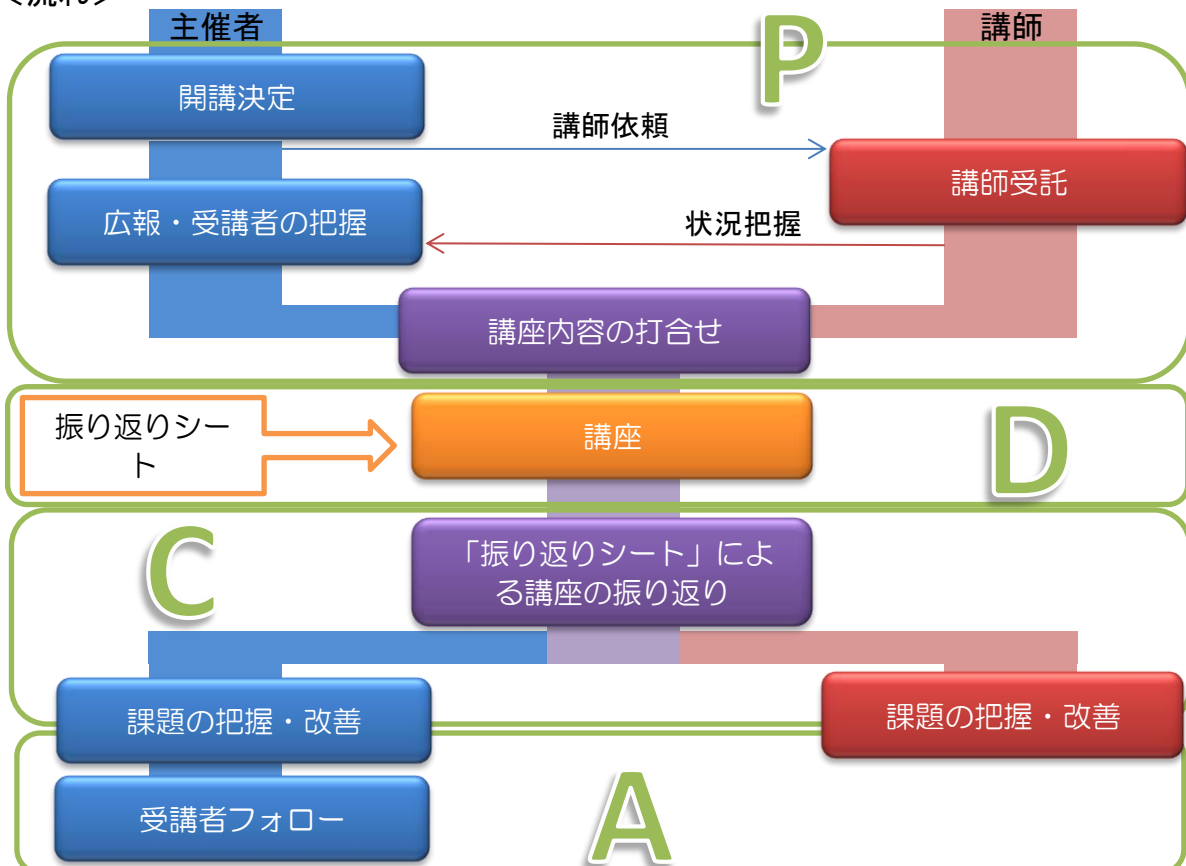 <流れ>
主催者
講師
P
開講決定
講師依頼
講師受託
広報・受講者の把握
状況把握
講座内容の打合せ
振り返りシー
ト
講座
D
C
「振り返りシート」によ
る講座の振り返り
課題の把握・改善
課題の把握・改善
受講者フォロー
A